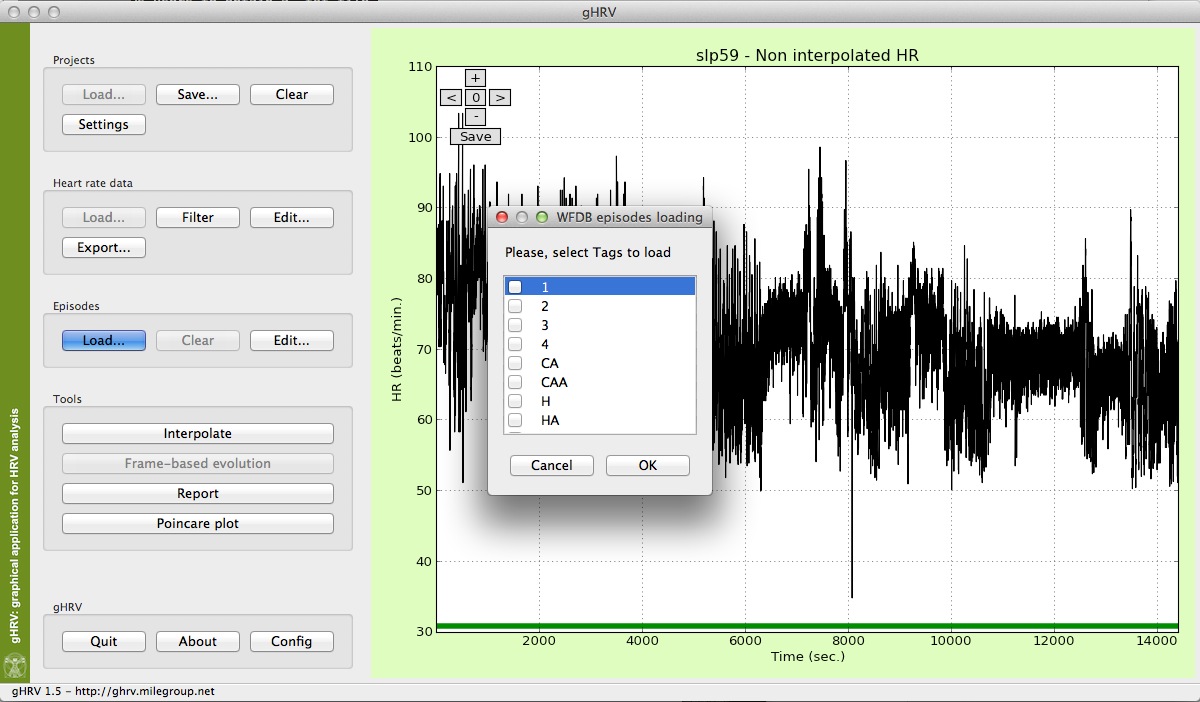 gHRV
Projects
Load...
Save...
Clear
Settings
Heart rate data
Load...
Filter
Edit...
Export...
Episodes
Load...
Clear
Edit...
Tools
Interpolate
Frame-based evolution
Report
Poincare plot
gHRV
Quit
About
Config
gHRV: graphical application for HRV analysis
slp59 - Non interpolated HR
+
< 0 >
-
Save
HR (beats/min.)
110
100
90
80
70
60
50
40
30
2000 4000 6000 8000 10000 12000 14000
Time (sec.)
WFDB episodes loading
Please, select Tags to load
1
2
3
4
CA
CAA
H
HA
Cancel
OK
gHRV 1.5 - http://ghrv.milegroup.net